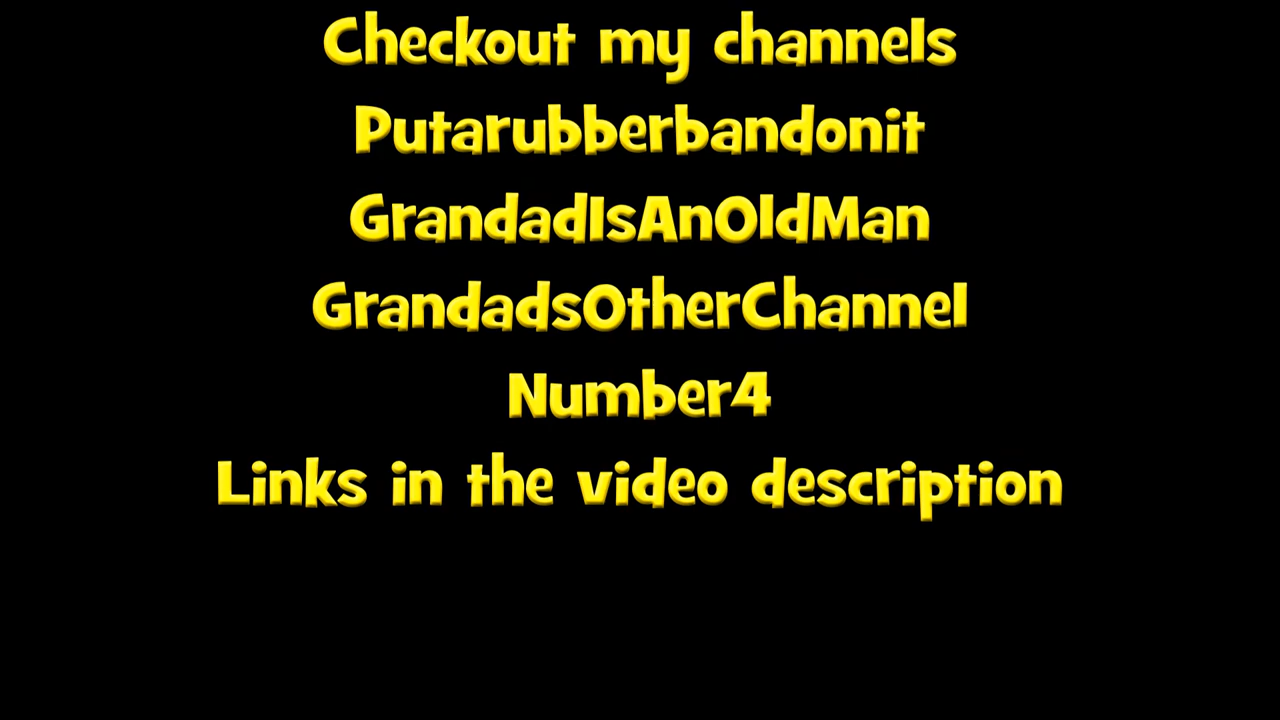 Checkout my channels
Putarubberbandonit
GrandadIsAnOldMan
GrandadsOtherChannel
Number4
Links in the video description